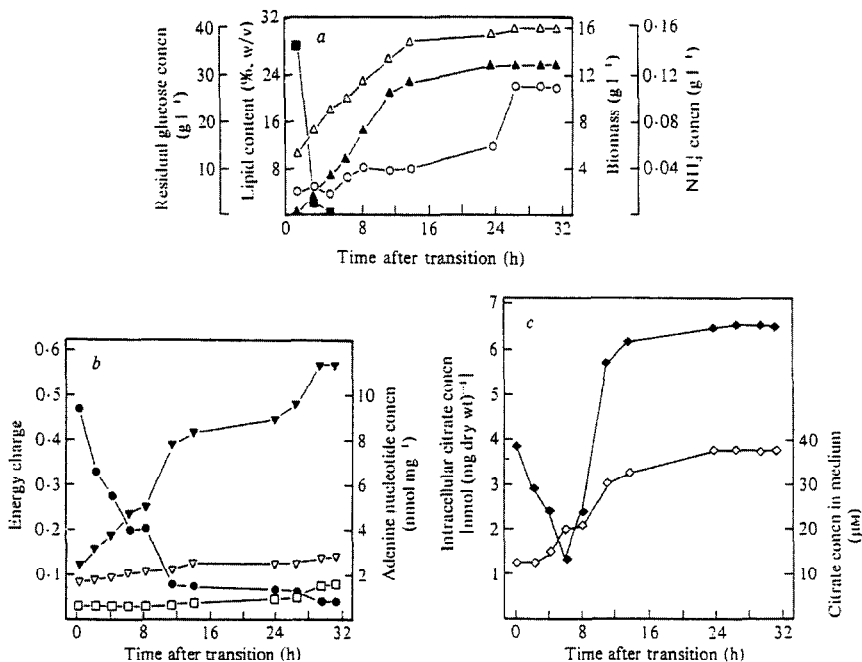 a
Residual glucose concn
(g l⁻¹)
40
30
20
10
Lipid content (%, w/v)
32
24
16
8
16
12
8
4
Biomass (g l⁻¹)
0·16
0·12
0·08
0·04
NH₄⁺ concn (g l⁻¹)
0 8 16 24 32
Time after transition (h)
b
Energy charge
0·6
0·5
0·4
0·3
0·2
0·1
10
8
6
4
2
Adenine nucleotide concn
(nmol mg⁻¹)
0 8 16 24 32
Time after transition (h)
c
Intracellular citrate concn
[nmol (mg dry wt)⁻¹]
7
6
5
4
3
2
1
40
30
20
10
Citrate concn in medium
(μM)
0 8 16 24 32
Time after transition (h)